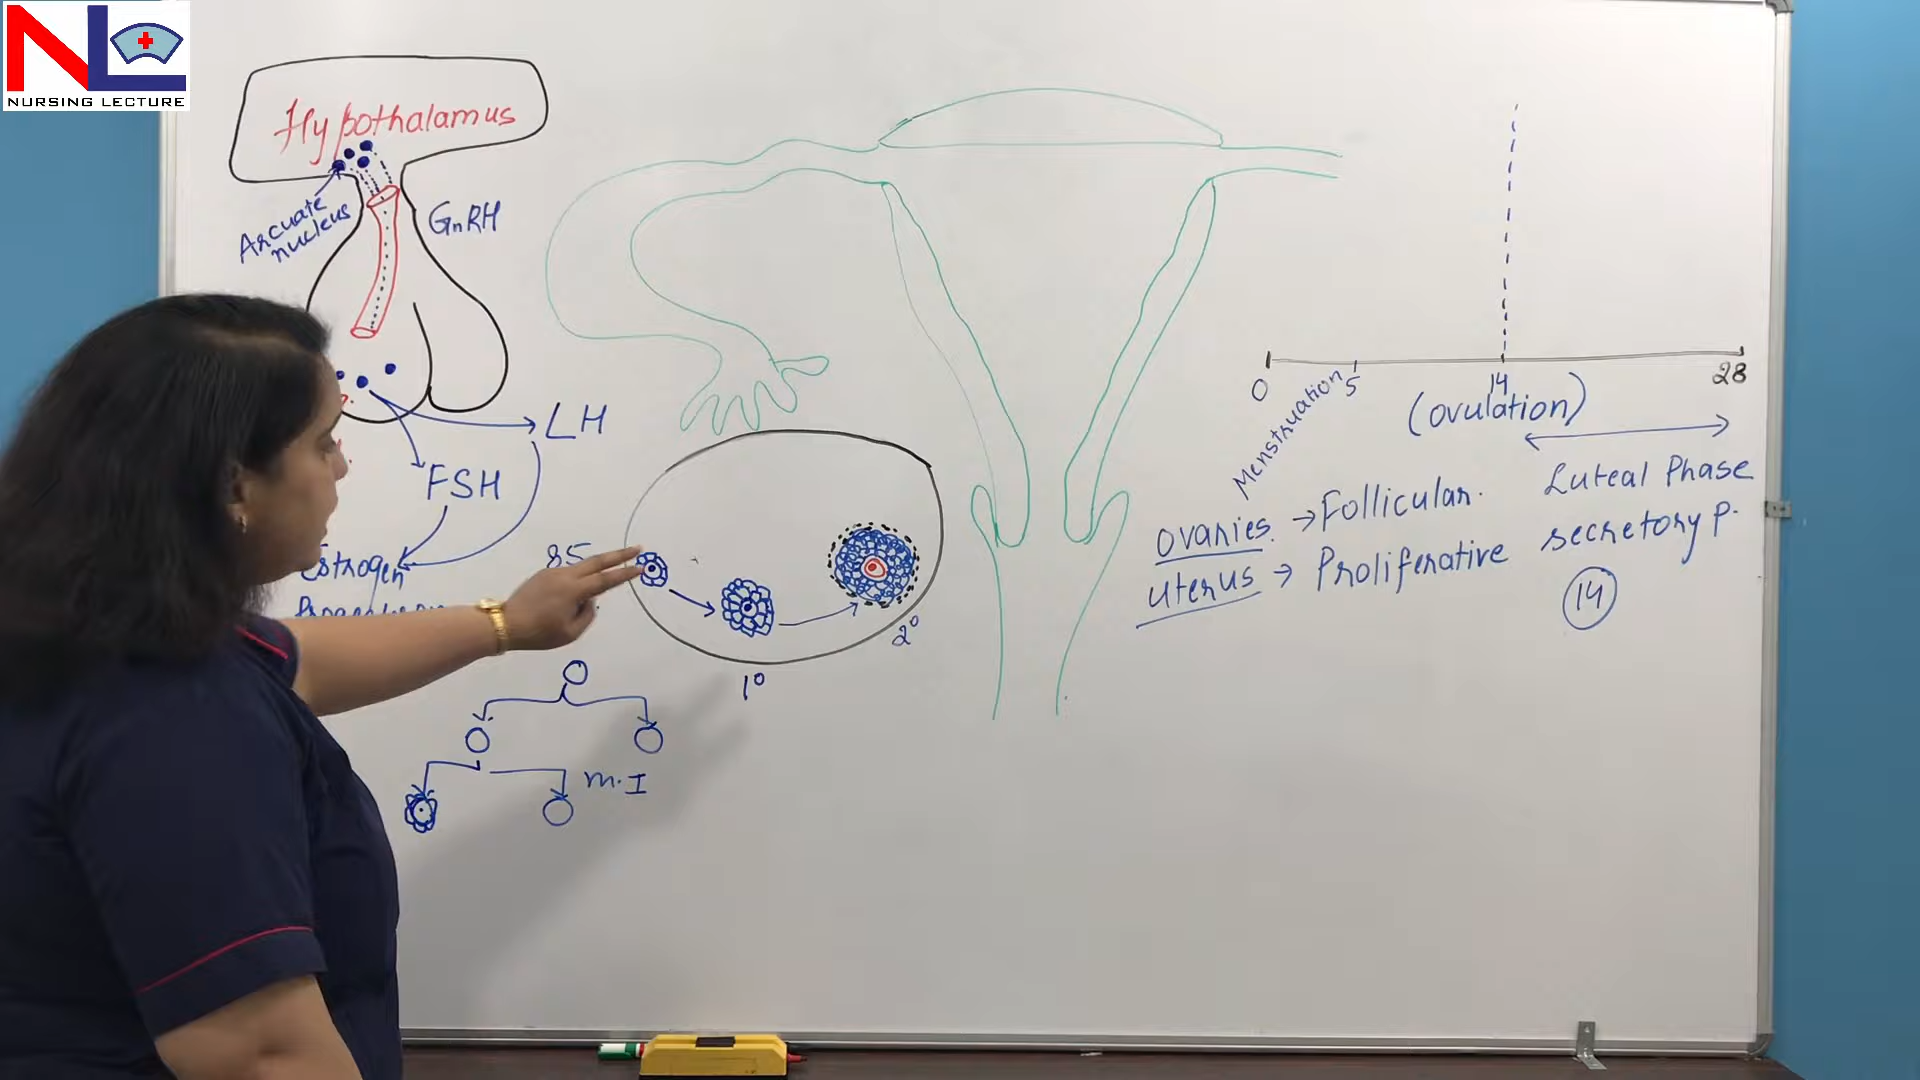 NL
NURSING LECTURE
Hypothalamus
Arcuate
nucleus
GnRH
LH
FSH
Estrogen
85
1°
2°
m.I
0
5
14
28
Menstruation
(ovulation)
ovaries → Follicular.
uterus → Proliferative
Luteal Phase
secretory P.
14